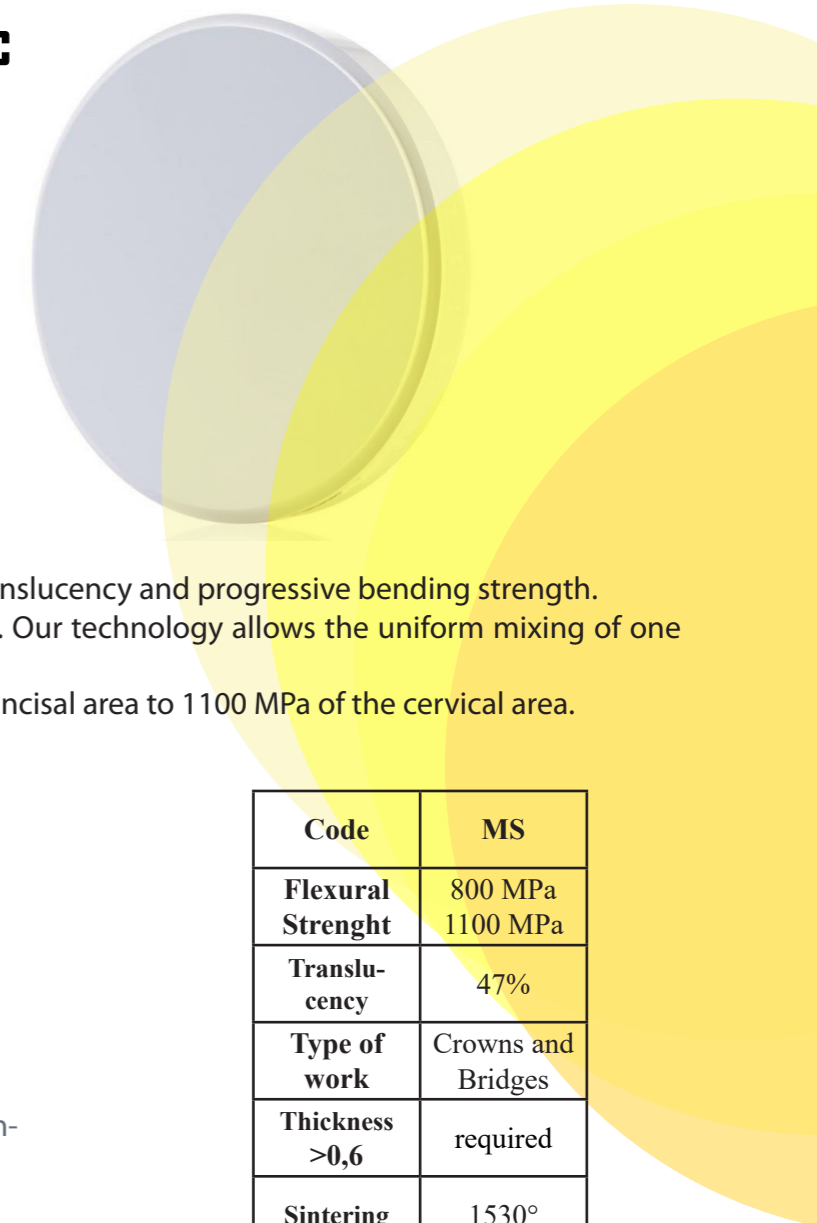 C
nslucency and progressive bending strength.
. Our technology allows the uniform mixing of one
ncisal area to 1100 MPa of the cervical area.
Code MS
Flexural 800 MPa
Strenght 1100 MPa
Translu-
cency 47%
Type of Crowns and
work Bridges
Thickness
>0,6 required
n-
Sintering 1530°